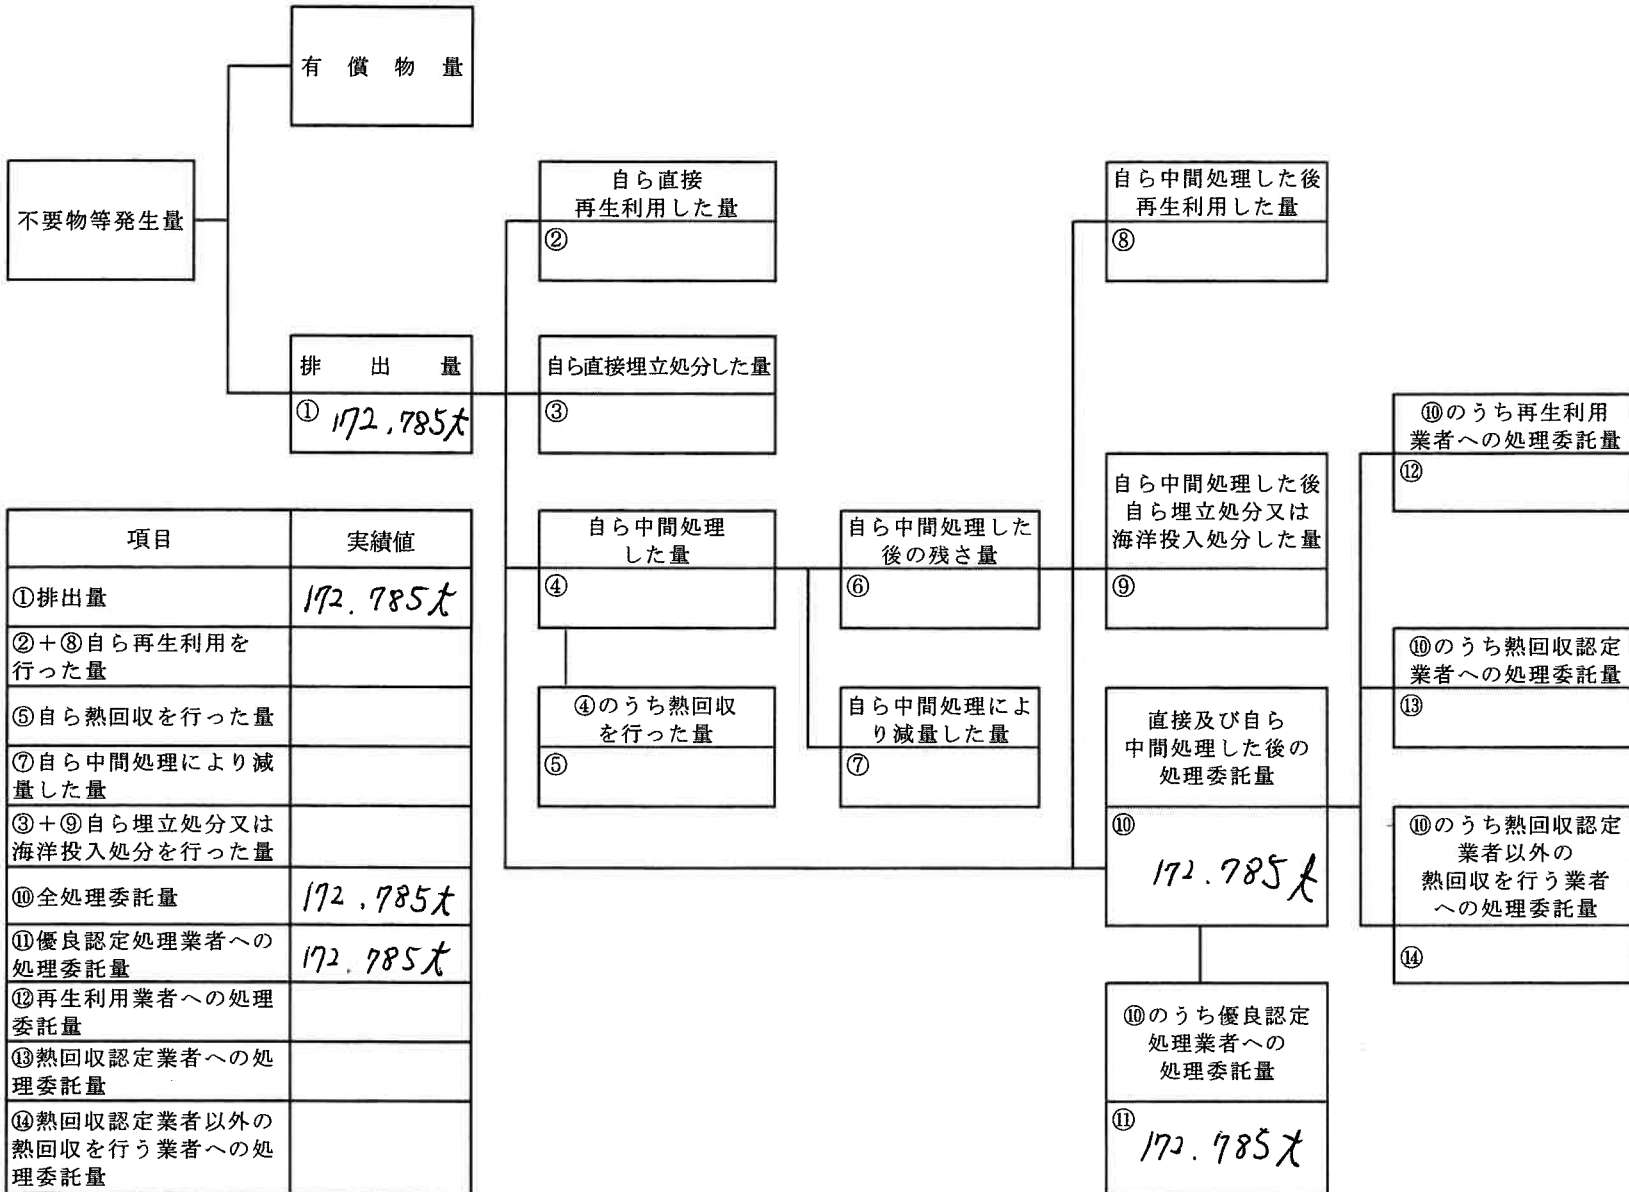 有償物量
不要物等発生量
自ら直接
再生利用した量
②
自ら中間処理した後
再生利用した量
⑧
排出量
① 172.785t
自ら直接埋立処分した量
③
⑩のうち再生利用
業者への処理委託量
⑫
自ら中間処理
した量
④
自ら中間処理した
後の残さ量
⑥
自ら中間処理した後
自ら埋立処分又は
海洋投入処分した量
⑨
⑩のうち熱回収認定
業者への処理委託量
⑬
④のうち熱回収
を行った量
⑤
自ら中間処理によ
り減量した量
⑦
直接及び自ら
中間処理した後の
処理委託量
⑩
172.785t
⑩のうち熱回収認定
業者以外の
熱回収を行う業者
への処理委託量
⑭
⑩のうち優良認定
処理業者への
処理委託量
⑪
172.785t
項目 実績値
①排出量 172.785t
②+⑧自ら再生利用を
行った量
⑤自ら熱回収を行った量
⑦自ら中間処理により減
量した量
③+⑨自ら埋立処分又は
海洋投入処分を行った量
⑩全処理委託量 172.785t
⑪優良認定処理業者への
処理委託量 172.785t
⑫再生利用業者への処理
委託量
⑬熱回収認定業者への処
理委託量
⑭熱回収認定業者以外の
熱回収を行う業者への処
理委託量